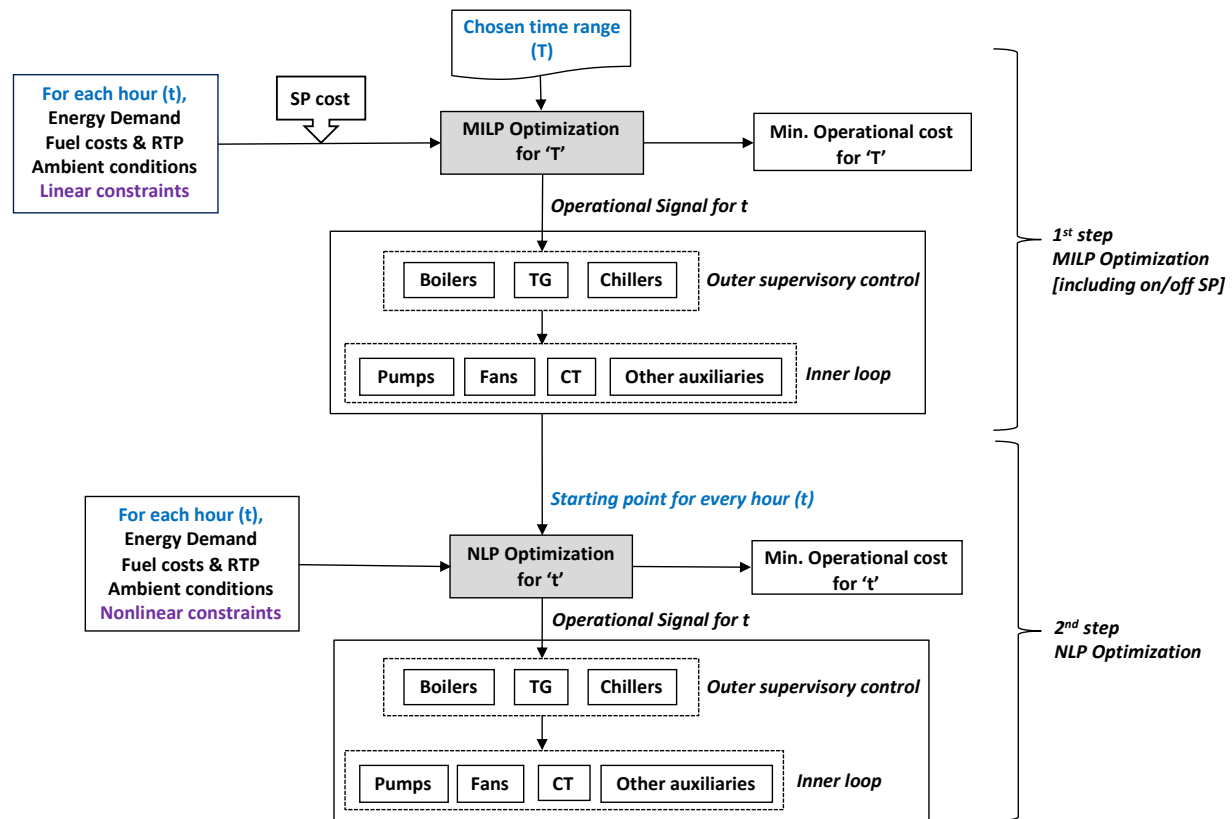 Chosen time range
(T)
For each hour (t),
Energy Demand
Fuel costs & RTP
Ambient conditions
Linear constraints
SP cost
MILP Optimization
for ‘T’
Min. Operational cost
for ‘T’
Operational Signal for t
Boilers
TG
Chillers
Outer supervisory control
Pumps
Fans
CT
Other auxiliaries
Inner loop
1st step
MILP Optimization
[including on/off SP]
Starting point for every hour (t)
For each hour (t),
Energy Demand
Fuel costs & RTP
Ambient conditions
Nonlinear constraints
NLP Optimization
for ‘t’
Min. Operational cost
for ‘t’
Operational Signal for t
Boilers
TG
Chillers
Outer supervisory control
Pumps
Fans
CT
Other auxiliaries
Inner loop
2nd step
NLP Optimization